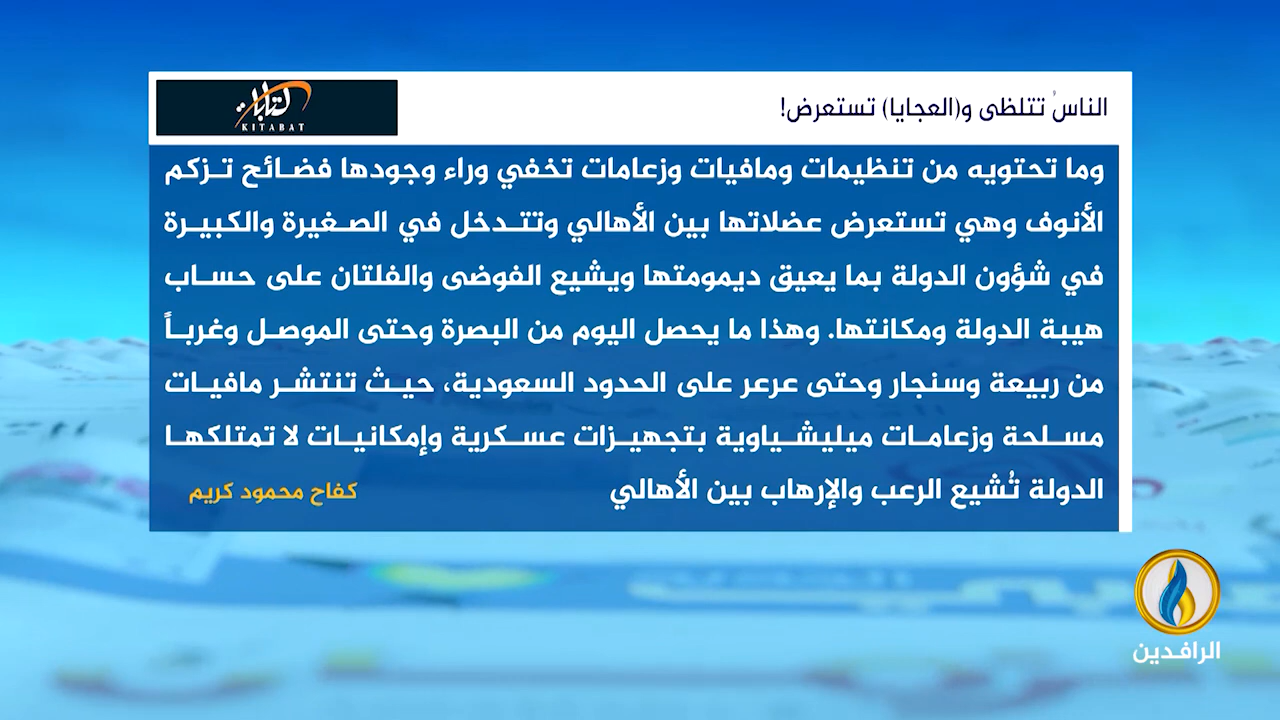 الناسُ تتلظى و(العجايا) تستعرض!
كتابات
KITABAT
وما تحتويه من تنظيمات ومافيات وزعامات تخفي وراء وجودها فضائح تزكم
الأنوف وهي تستعرض عضلاتها بين الأهالي وتتدخل في الصغيرة والكبيرة
في شؤون الدولة بما يعيق ديمومتها ويشيع الفوضى والفلتان على حساب
هيبة الدولة ومكانتها. وهذا ما يحصل اليوم من البصرة وحتى الموصل وغرباً
من ربيعة وسنجار وحتى عرعر على الحدود السعودية، حيث تنتشر مافيات
مسلحة وزعامات ميليشياوية بتجهيزات عسكرية وإمكانيات لا تمتلكها
الدولة تُشيع الرعب والإرهاب بين الأهالي
كفاح محمود كريم
الرافدين